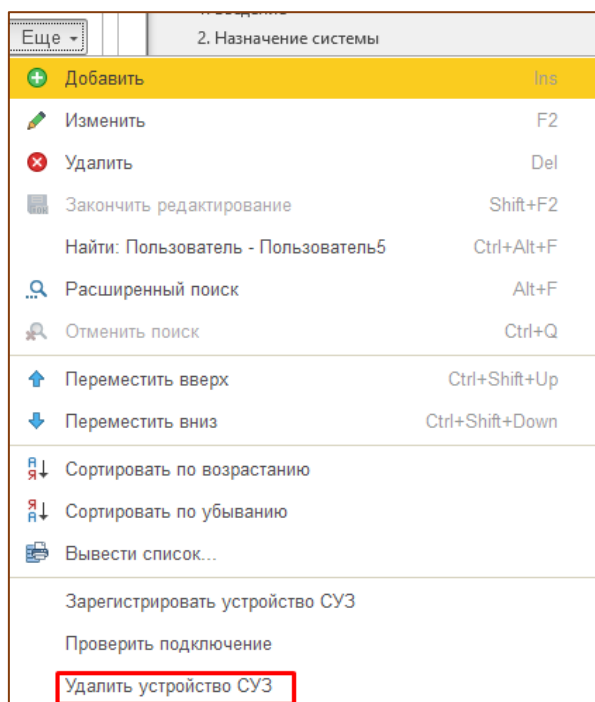 Еще
2. Назначение системы
Добавить Ins
Изменить F2
Удалить Del
Закончить редактирование Shift+F2
Найти: Пользователь - Пользователь5 Ctrl+Alt+F
Расширенный поиск Alt+F
Отменить поиск Ctrl+Q
Переместить вверх Ctrl+Shift+Up
Переместить вниз Ctrl+Shift+Down
Сортировать по возрастанию
Сортировать по убыванию
Вывести список...
Зарегистрировать устройство СУЗ
Проверить подключение
Удалить устройство СУЗ